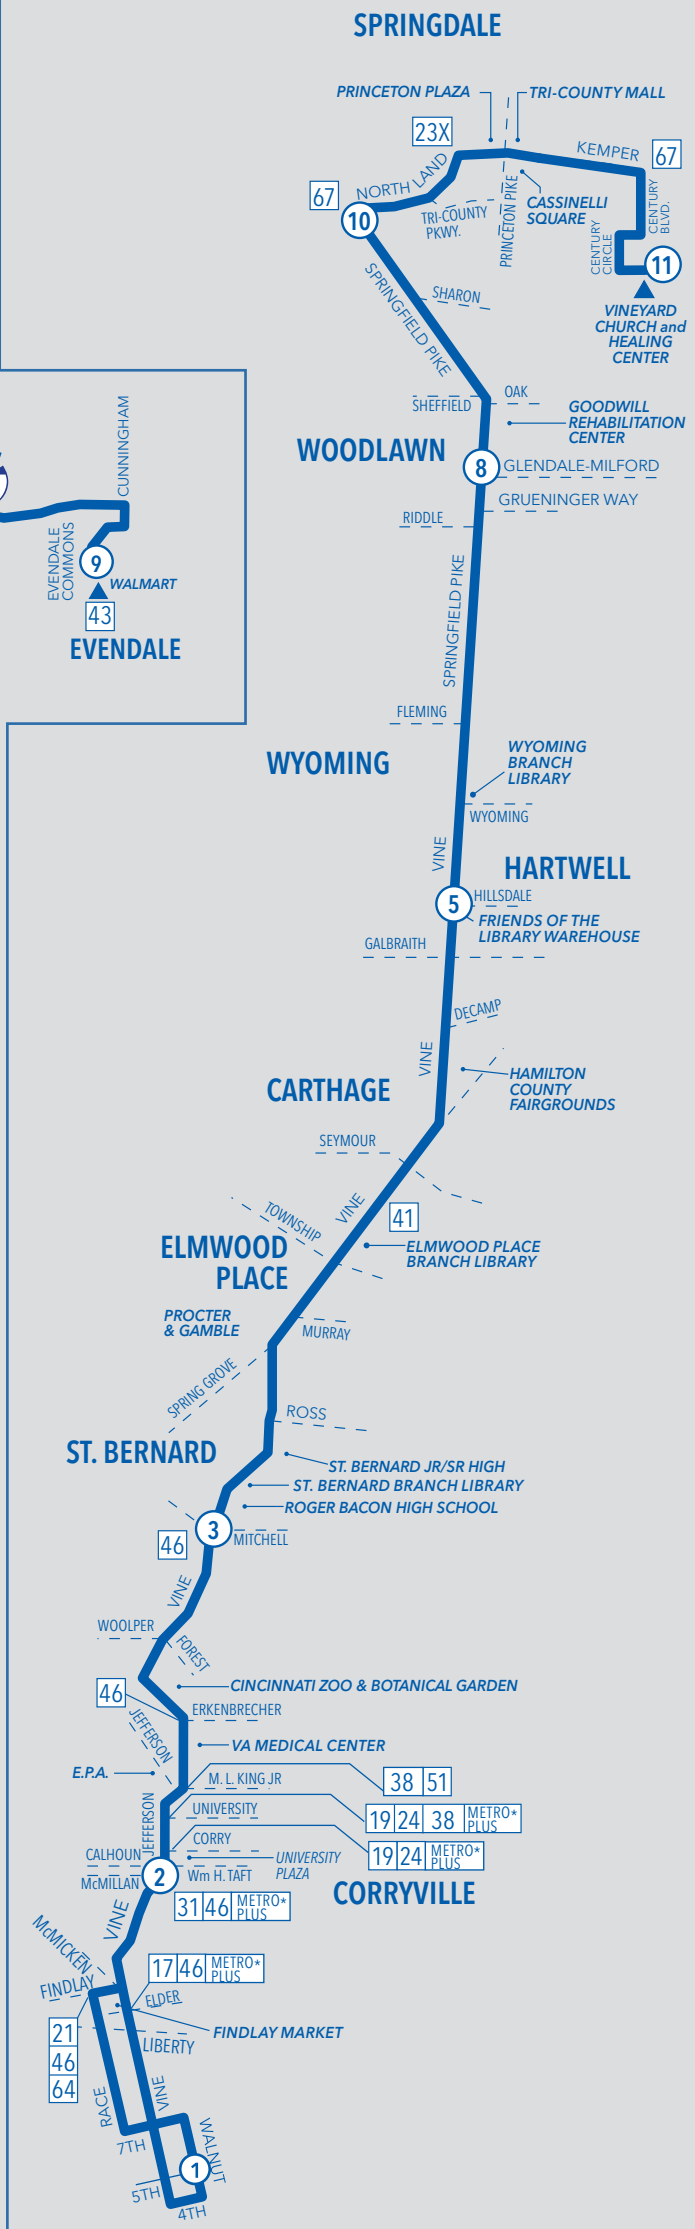 SPRINGDALE
PRINCETON PLAZA
TRI-COUNTY MALL
23X
KEMPER
67
67
NORTH LAND
10
TRI-COUNTY
PKWY.
PRINCETON PIKE
CASSINELLI
SQUARE
CENTURY
BLVD.
CENTURY
CIRCLE
11
VINEYARD
CHURCH and
HEALING
CENTER
SPRINGFIELD PIKE
SHARON
SHEFFIELD
OAK
GOODWILL
REHABILITATION
CENTER
WOODLAWN
8
GLENDALE-MILFORD
GRUENINGER WAY
RIDDLE
CUNNINGHAM
EVENDALE
COMMONS
9
WALMART
43
EVENDALE
SPRINGFIELD PIKE
FLEMING
WYOMING
WYOMING
BRANCH
LIBRARY
WYOMING
VINE
HARTWELL
5
HILLSDALE
FRIENDS OF THE
LIBRARY WAREHOUSE
GALBRAITH
DECAMP
VINE
HAMILTON
COUNTY
FAIRGROUNDS
CARTHAGE
SEYMOUR
VINE
41
TOWNSHIP
ELMWOOD
PLACE
ELMWOOD PLACE
BRANCH LIBRARY
PROCTER
& GAMBLE
MURRAY
SPRING GROVE
ROSS
ST. BERNARD
ST. BERNARD JR/SR HIGH
ST. BERNARD BRANCH LIBRARY
ROGER BACON HIGH SCHOOL
3
46
MITCHELL
VINE
WOOLPER
FOREST
CINCINNATI ZOO & BOTANICAL GARDEN
46
ERKENBRECHER
JEFFERSON
VA MEDICAL CENTER
E.P.A.
M. L. KING JR
38 51
JEFFERSON
UNIVERSITY
19 24 38 METRO*
PLUS
CORRY
CALHOUN
19 24 METRO*
PLUS
UNIVERSITY
PLAZA
McMILLAN
2
Wm H. TAFT
CORRYVILLE
31 46 METRO*
PLUS
VINE
McMICKEN
17 46 METRO*
PLUS
FINDLAY
ELDER
21
46
64
FINDLAY MARKET
LIBERTY
RACE
VINE
WALNUT
7TH
1
5TH
4TH